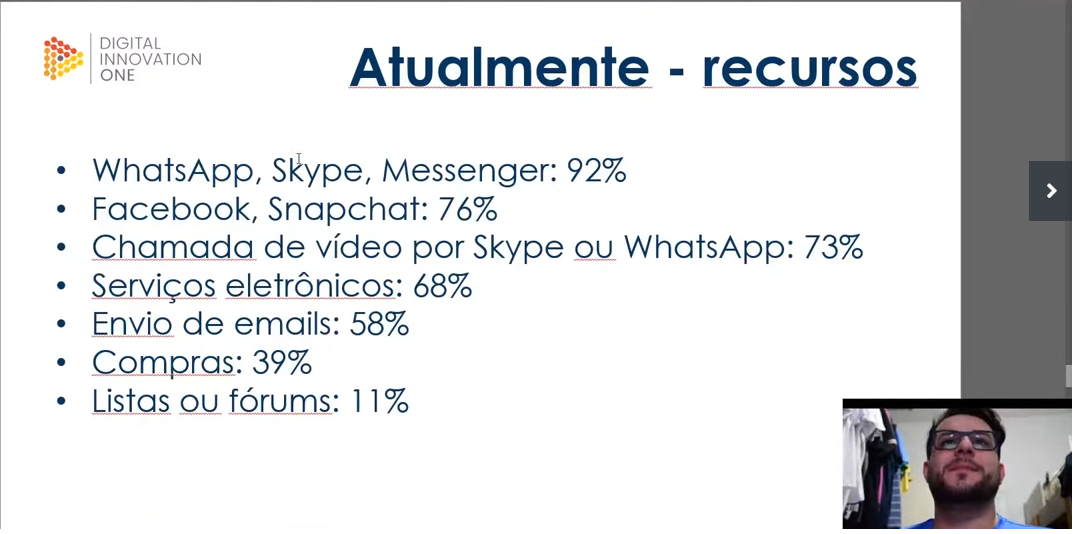 DIGITAL
INNOVATION
ONE
Atualmente - recursos
• WhatsApp, Skype, Messenger: 92%
• Facebook, Snapchat: 76%
• Chamada de vídeo por Skype ou WhatsApp: 73%
• Serviços eletrônicos: 68%
• Envio de emails: 58%
• Compras: 39%
• Listas ou fórums: 11%